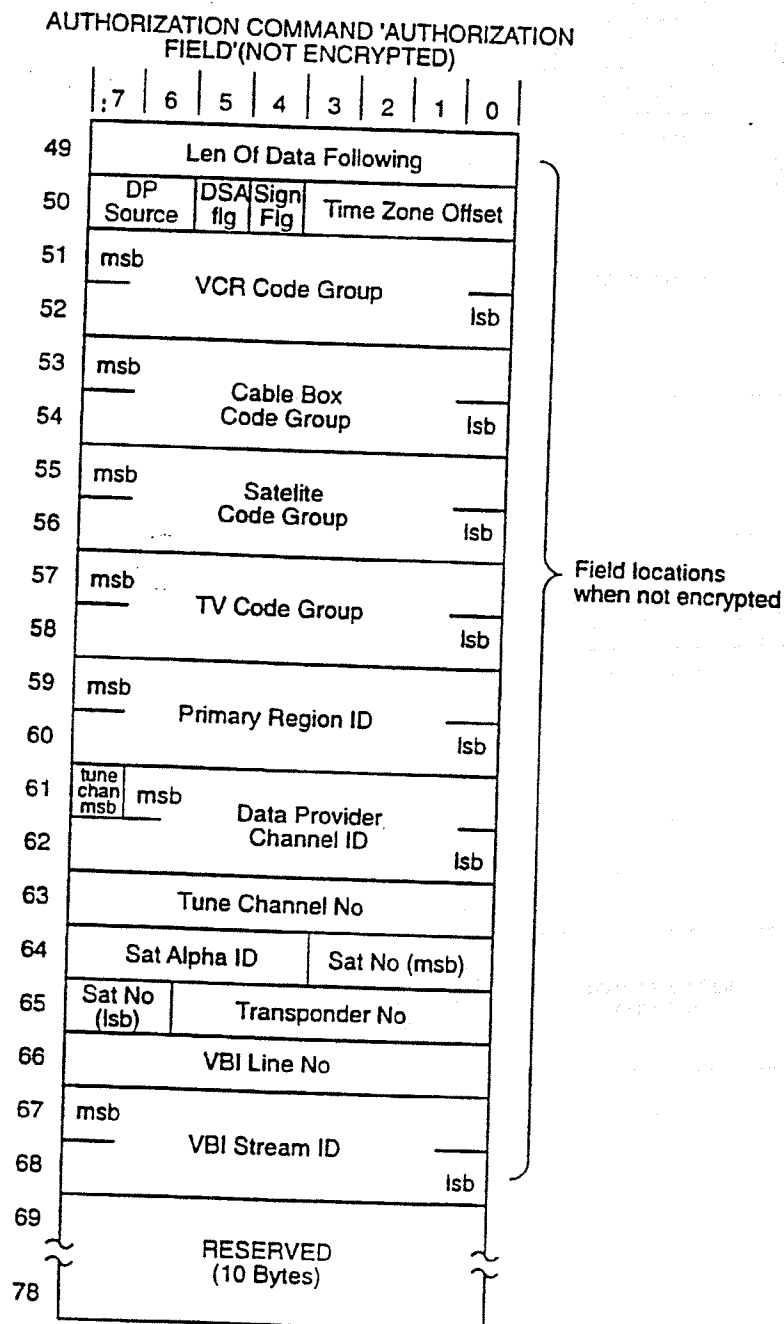 AUTHORIZATION COMMAND 'AUTHORIZATION
FIELD'(NOT ENCRYPTED)
7 6 5 4 3 2 1 0
49 Len Of Data Following
50 DP Source DSA flg Sign Flg Time Zone Offset
51 msb
VCR Code Group
52 lsb
53 msb
Cable Box
Code Group
54 lsb
55 msb
Satelite
Code Group
56 lsb
57 msb
TV Code Group
58 lsb
59 msb
Primary Region ID
60 lsb
61 tune chan msb msb
Data Provider
Channel ID
62 lsb
63 Tune Channel No
64 Sat Alpha ID Sat No (msb)
65 Sat No (lsb) Transponder No
66 VBI Line No
67 msb
VBI Stream ID
68 lsb
69
RESERVED
(10 Bytes)
78
Field locations
when not encrypted